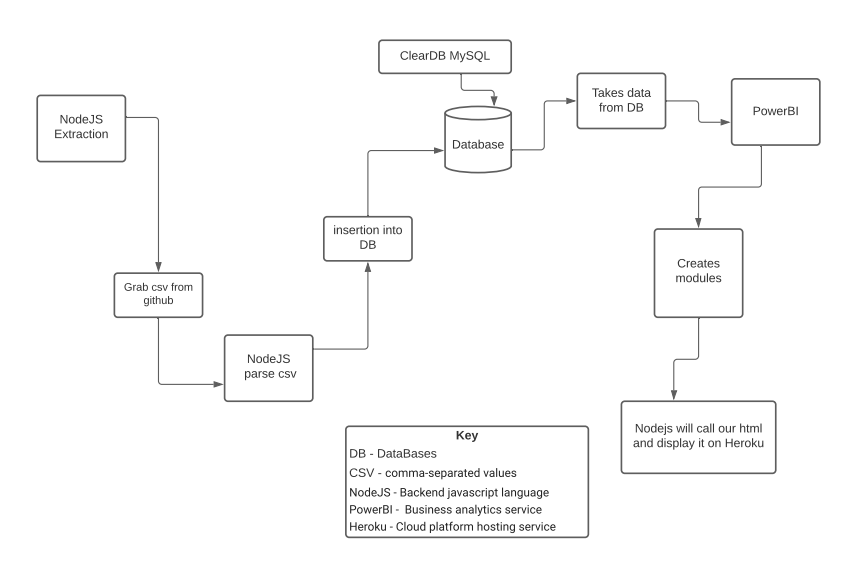 ClearDB MySQL
NodeJS
Extraction
Database
Takes data
from DB
PowerBI
insertion into
DB
Grab csv from
github
Creates
modules
NodeJS
parse csv
Nodejs will call our html
and display it on Heroku
Key
DB - DataBases
CSV - comma-separated values
NodeJS - Backend javascript language
PowerBI -  Business analytics service
Heroku - Cloud platform hosting service